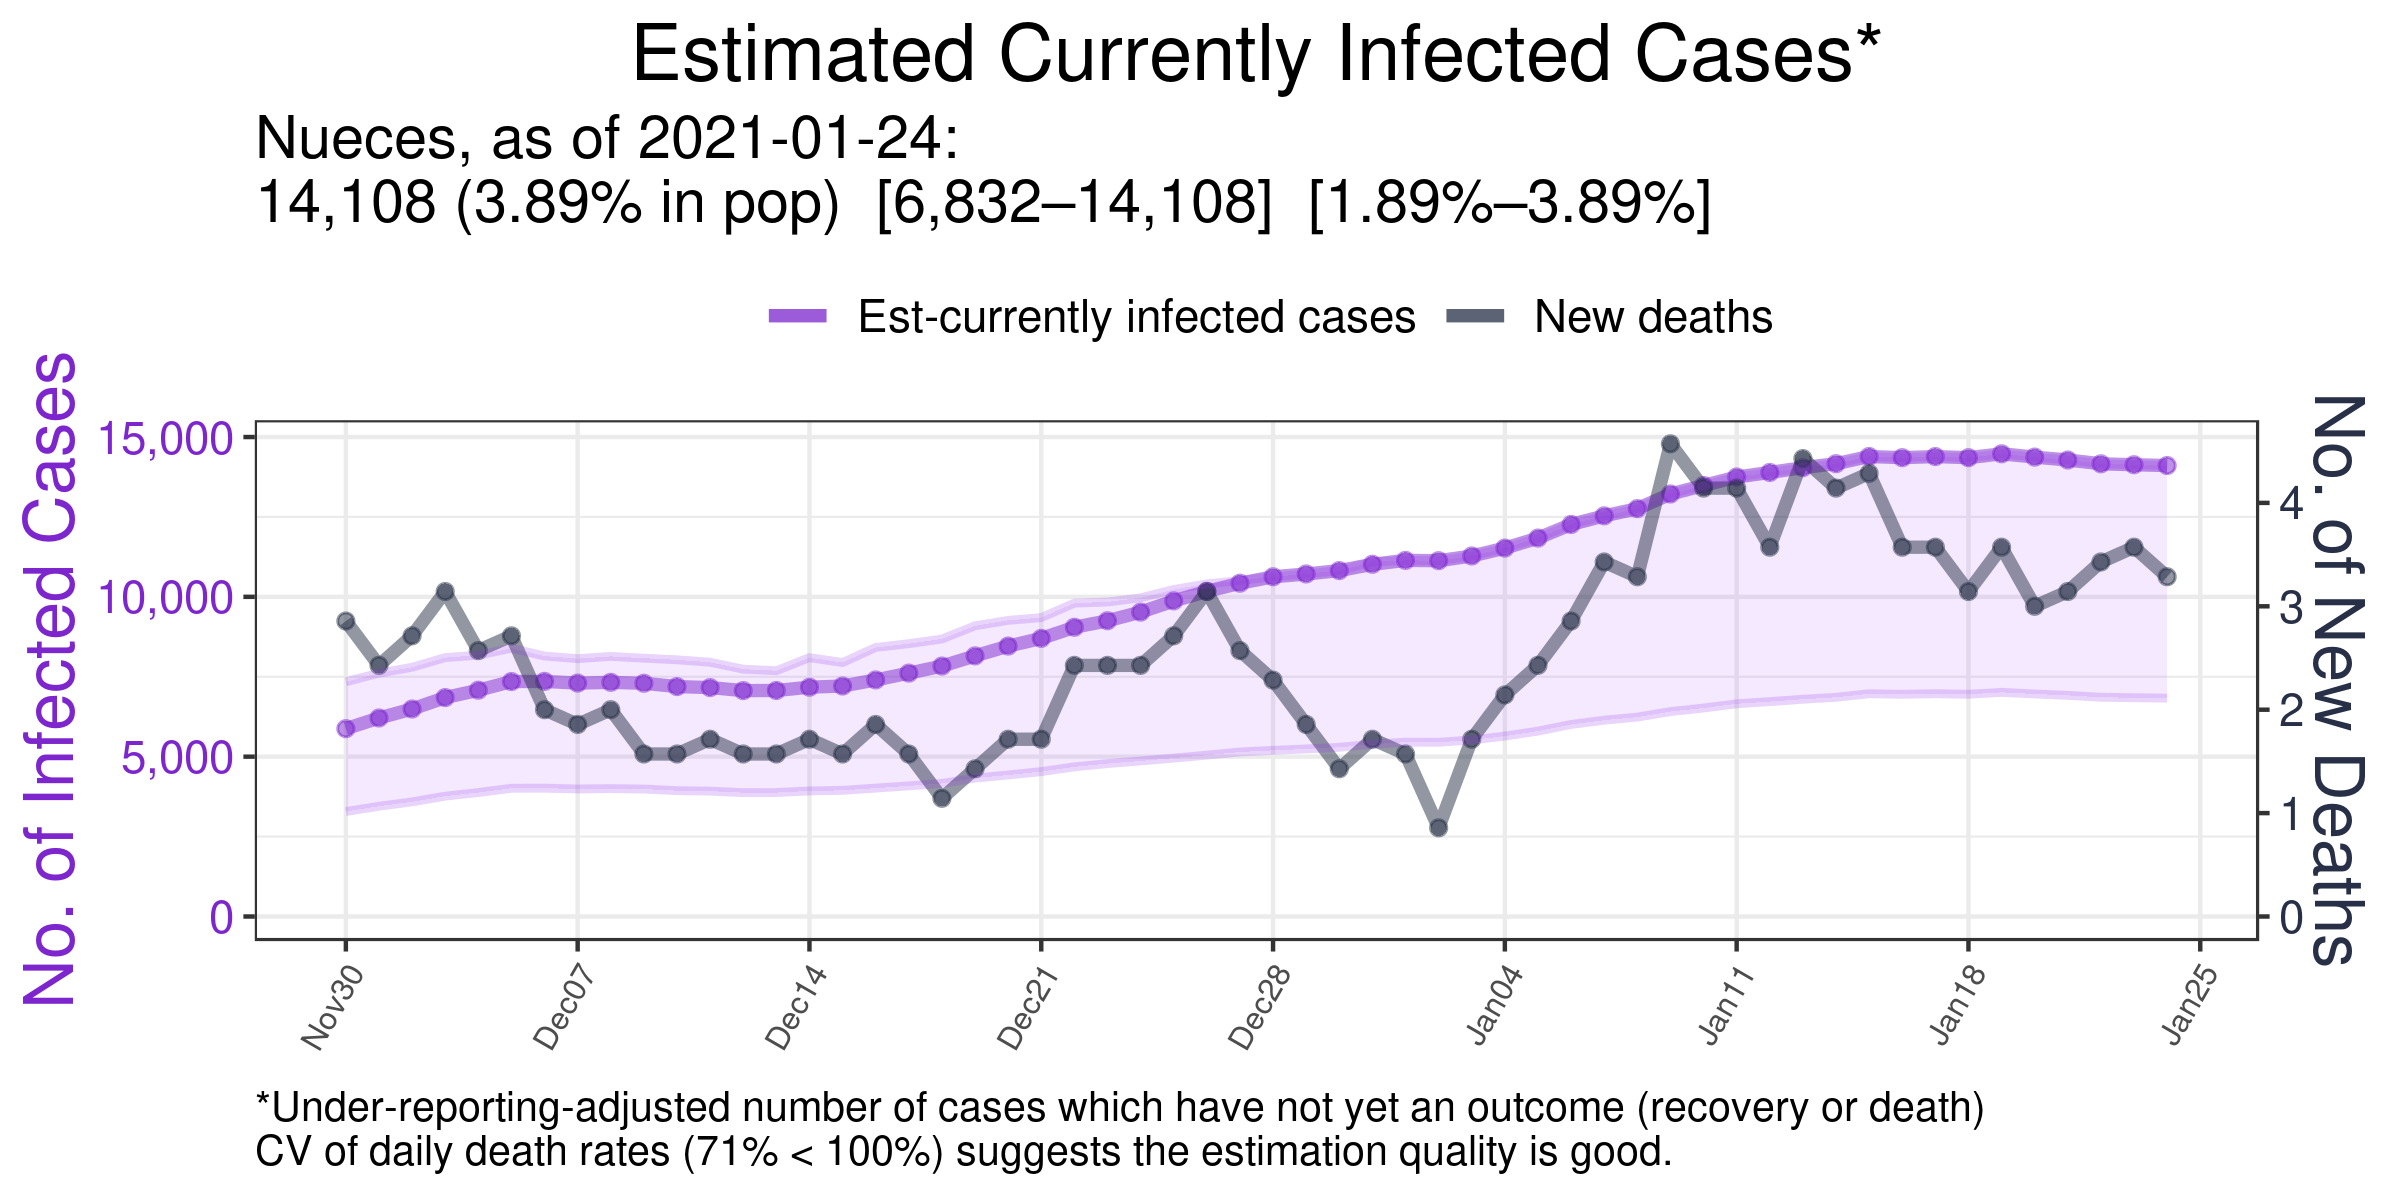 Estimated Currently Infected Cases*
Nueces, as of 2021-01-24:
14,108 (3.89% in pop)  [6,832–14,108]  [1.89%–3.89%]
Est-currently infected cases
New deaths
No. of Infected Cases
15,000
10,000
5,000
0
No. of New Deaths
4
3
2
1
0
Nov30
Dec07
Dec14
Dec21
Dec28
Jan04
Jan11
Jan18
Jan25
*Under-reporting-adjusted number of cases which have not yet an outcome (recovery or death)
CV of daily death rates (71% < 100%) suggests the estimation quality is good.